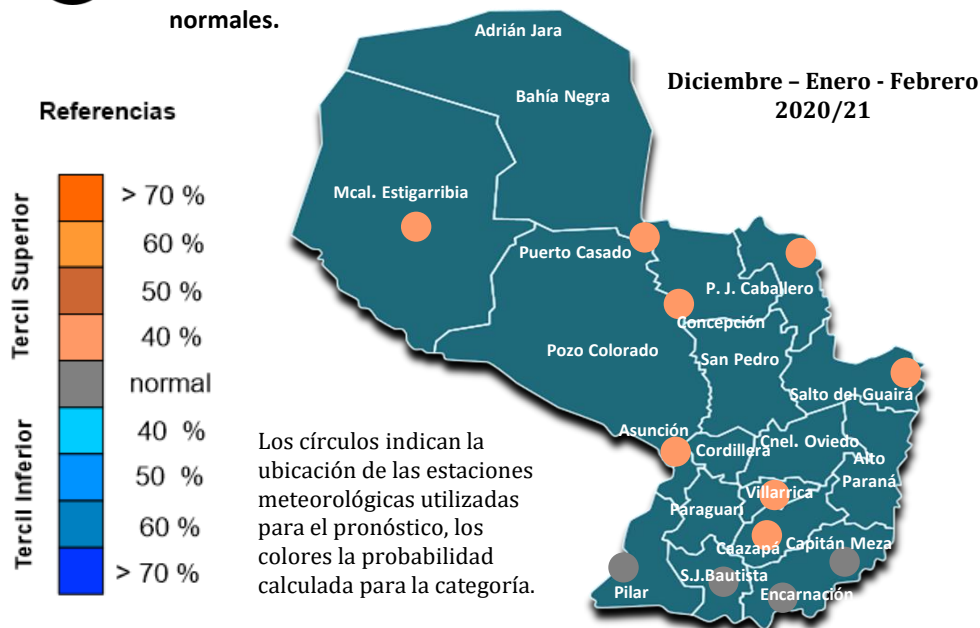 normales.
Diciembre – Enero - Febrero
2020/21
Referencias
Tercil Superior
> 70 %
60 %
50 %
40 %
normal
Tercil Inferior
40 %
50 %
60 %
> 70 %
Adrián Jara
Bahía Negra
Mcal. Estigarribia
Puerto Casado
P. J. Caballero
Concepción
Pozo Colorado
San Pedro
Salto del Guairá
Asunción
Cordillera
Cnel. Oviedo
Alto
Paraná
Villarrica
Paraguarí
Caazapá
Capitán Meza
S.J.Bautista
Pilar
Encarnación
Los círculos indican la
ubicación de las estaciones
meteorológicas utilizadas
para el pronóstico, los
colores la probabilidad
calculada para la categoría.